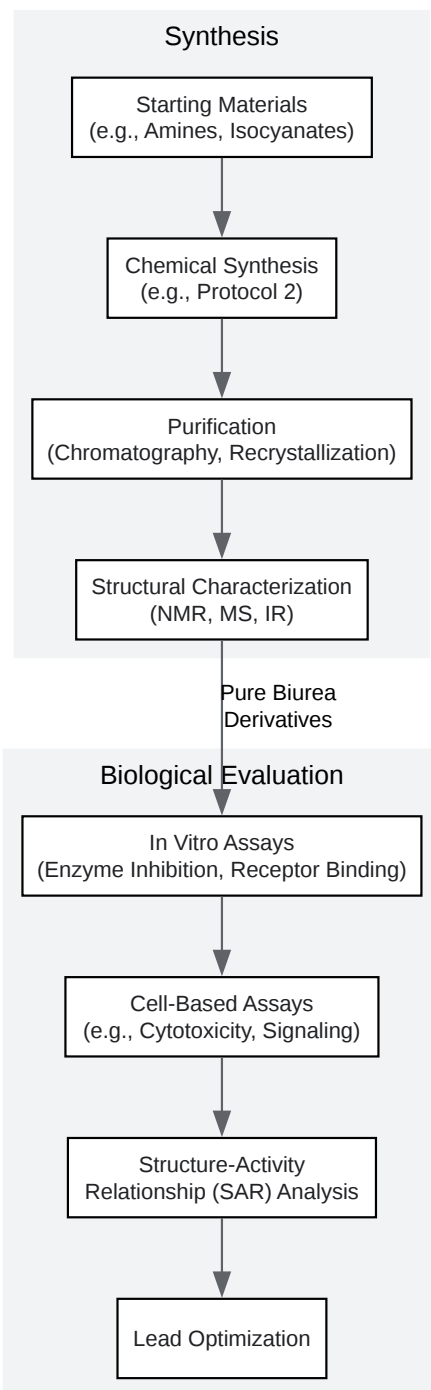 Synthesis
Starting Materials
(e.g., Amines, Isocyanates)
Chemical Synthesis
(e.g., Protocol 2)
Purification
(Chromatography, Recrystallization)
Structural Characterization
(NMR, MS, IR)
Pure Biurea
Derivatives
Biological Evaluation
In Vitro Assays
(Enzyme Inhibition, Receptor Binding)
Cell-Based Assays
(e.g., Cytotoxicity, Signaling)
Structure-Activity
Relationship (SAR) Analysis
Lead Optimization